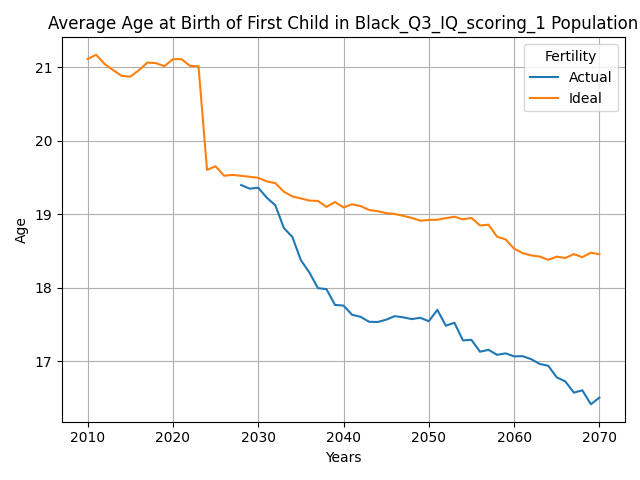 Average Age at Birth of First Child in Black_Q3_IQ_scoring_1 Population
Fertility
Actual
Ideal
Age
21
20
19
18
17
2010 2020 2030 2040 2050 2060 2070
Years